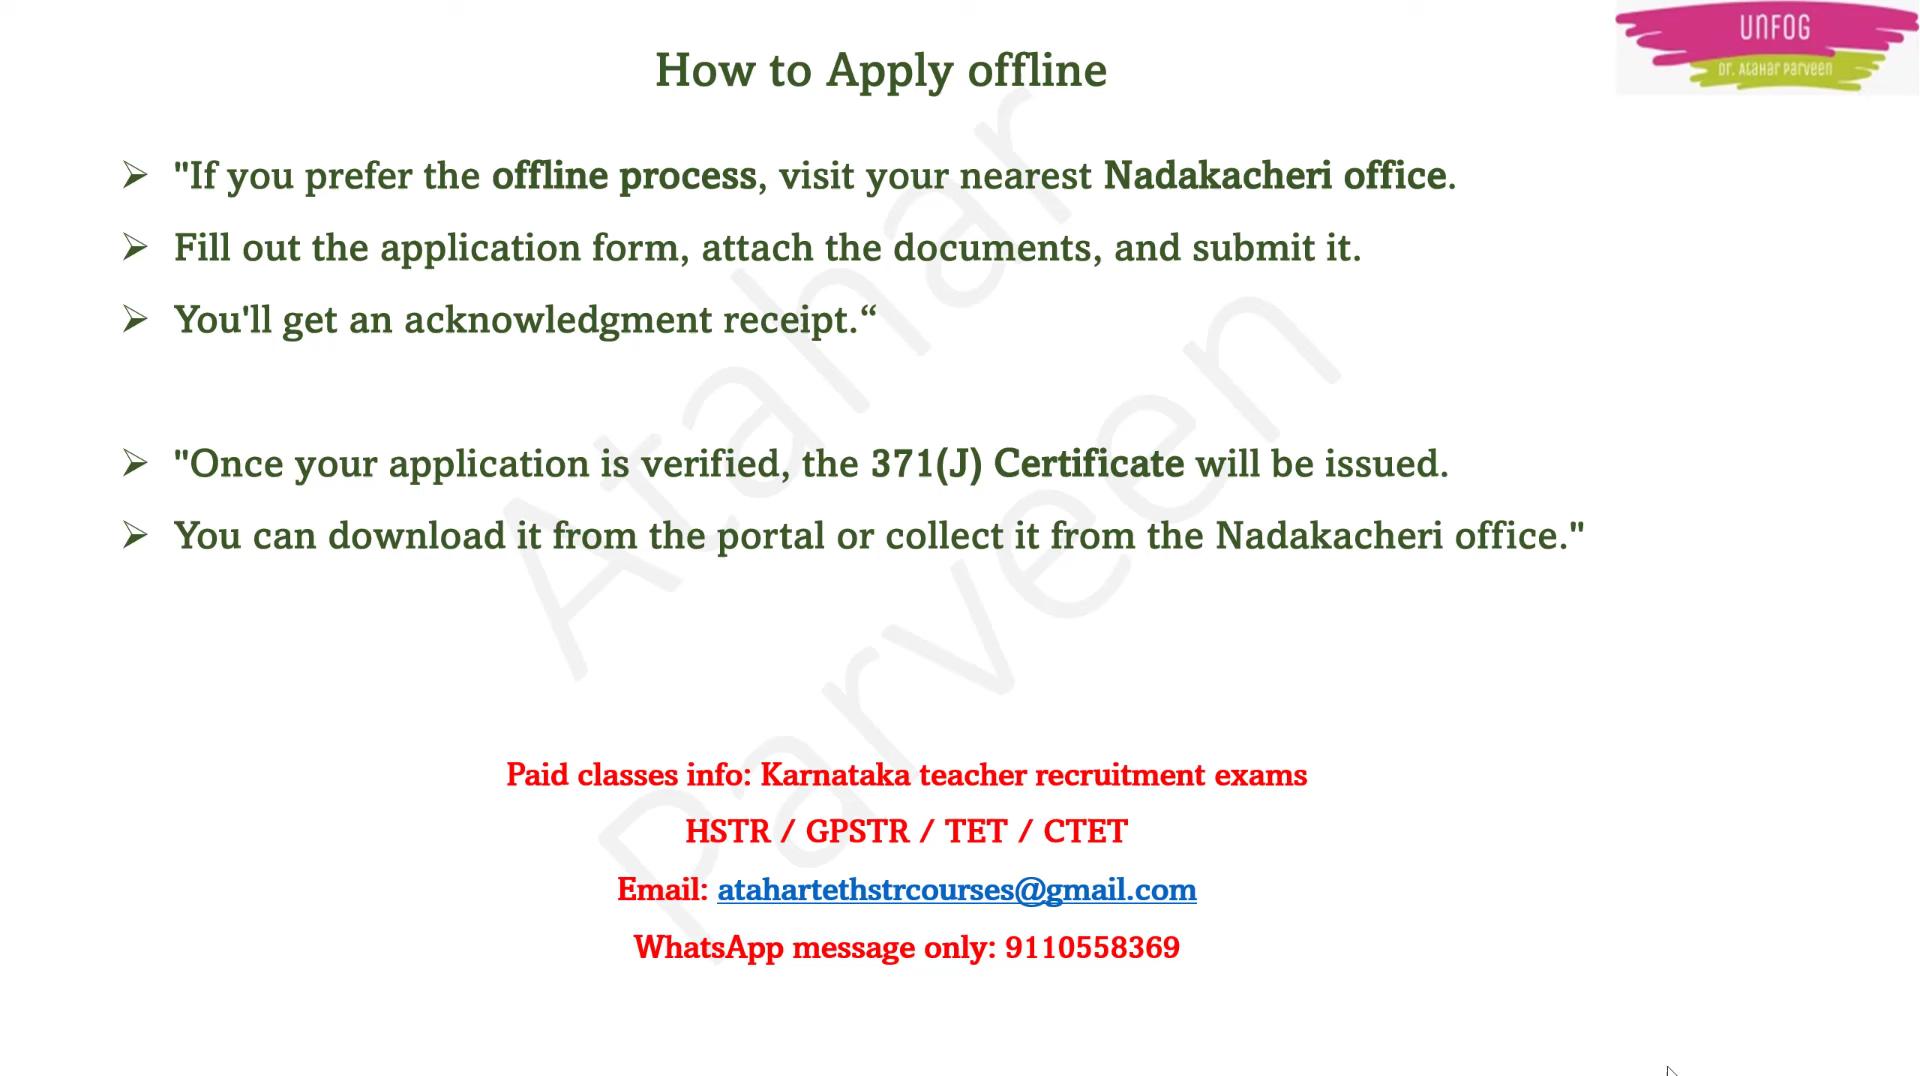 UNFOG
Dr. Atahar Parveen
How to Apply offline
➢ "If you prefer the offline process, visit your nearest Nadakacheri office.
➢ Fill out the application form, attach the documents, and submit it.
➢ You'll get an acknowledgment receipt.“
➢ "Once your application is verified, the 371(J) Certificate will be issued.
➢ You can download it from the portal or collect it from the Nadakacheri office."
Atahar
Parveen
Paid classes info: Karnataka teacher recruitment exams
HSTR / GPSTR / TET / CTET
Email: atahartethstrcourses@gmail.com
WhatsApp message only: 9110558369